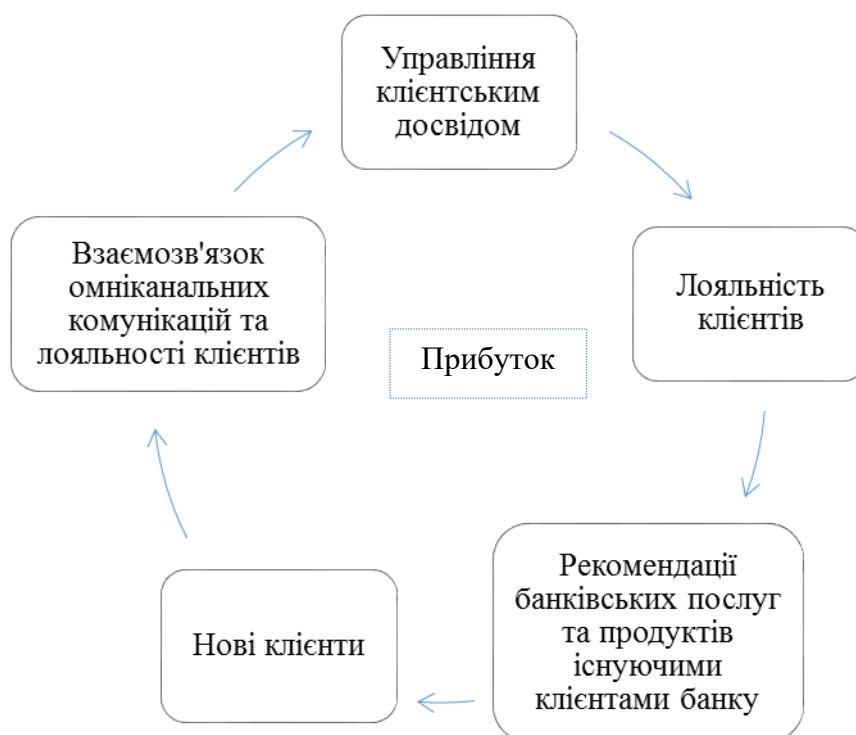 Управління
клієнтським
досвідом
Лояльність
клієнтів
Рекомендації
банківських послуг
та продуктів
існуючими
клієнтами банку
Нові клієнти
Взаємозв'язок
омніканальних
комунікацій та
лояльності клієнтів
Прибуток